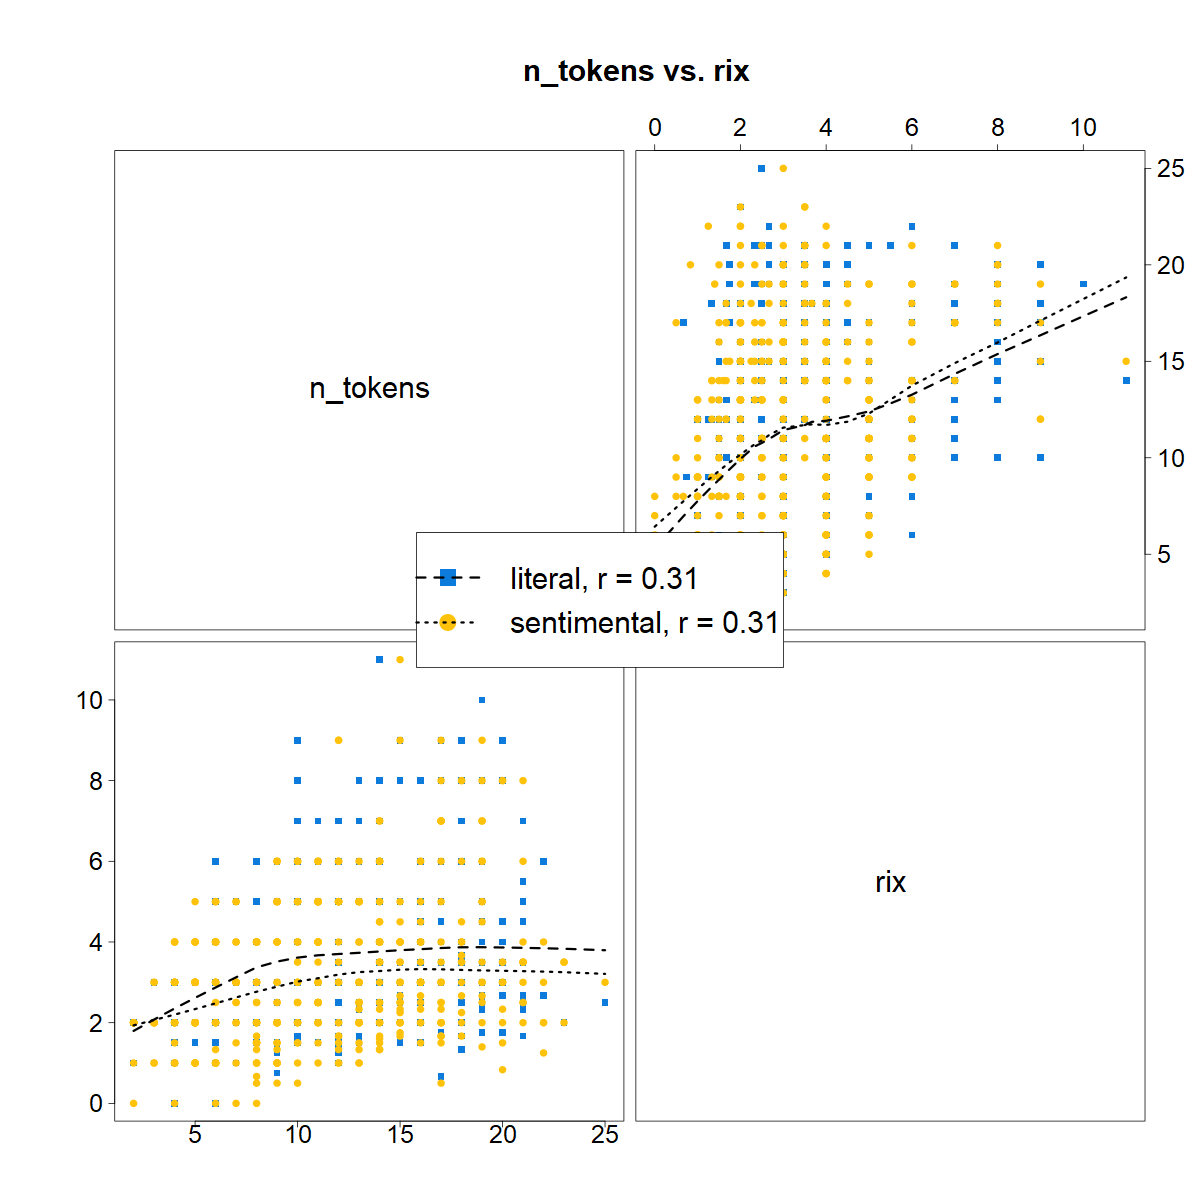 n_tokens vs. rix
0 2 4 6 8 10
25
20
n_tokens
15
10
5
literal, r = 0.31
sentimental, r = 0.31
10
8
6
rix
4
2
0
5 10 15 20 25